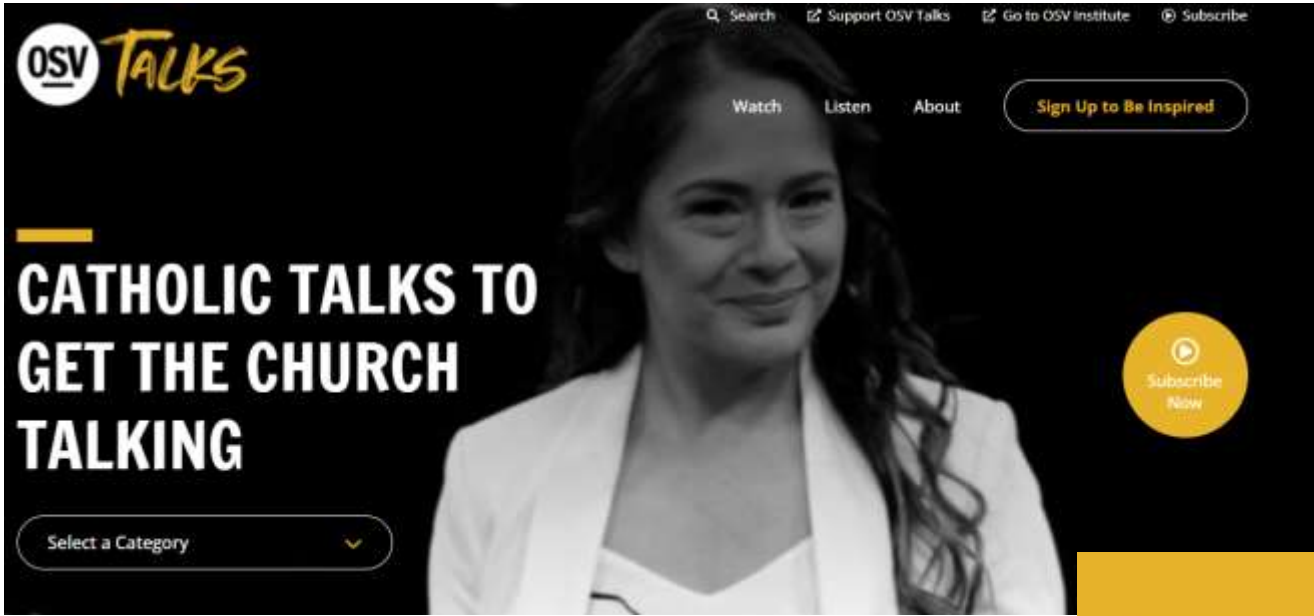 Search Support OSV Talks Go to OSV Institute Subscribe
OSV TALKS
Watch Listen About Sign Up to Be Inspired
CATHOLIC TALKS TO
GET THE CHURCH
TALKING
Subscribe
Now
Select a Category